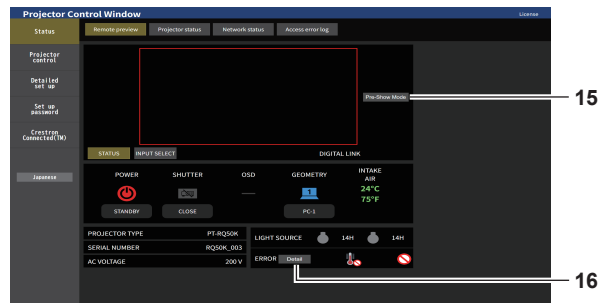 Projector Control Window
License
Status
Remote preview Projector status Network status Access error log
Projector
control
Detailed
set up
Set up
password
Crestron
Connected(TM)
Japanese
Pre-Show Mode
15
STATUS INPUT SELECT DIGITAL LINK
POWER SHUTTER OSD GEOMETRY INTAKE
AIR
1
24°C
75°F
STANDBY CLOSE PC-1
PROJECTOR TYPE PT-RQ50K
SERIAL NUMBER RQ50K_003
AC VOLTAGE 200 V
LIGHT SOURCE 14H 14H
ERROR Detail
16